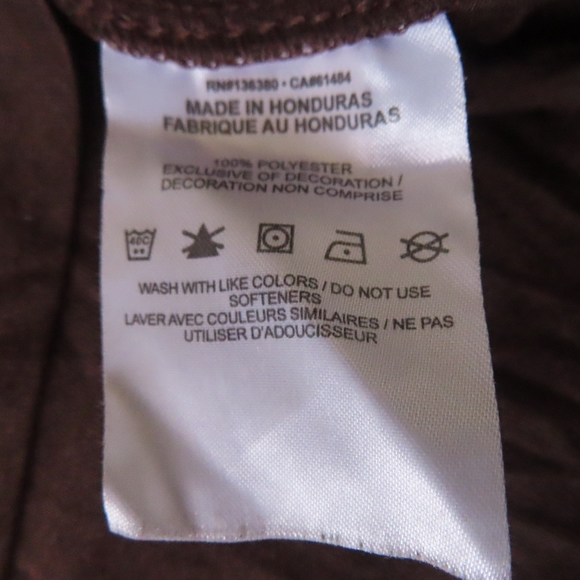 RN#136380 • CA#61484
MADE IN HONDURAS
FABRIQUE AU HONDURAS
100% POLYESTER
EXCLUSIVE OF DECORATION /
DECORATION NON COMPRISE
40C
WASH WITH LIKE COLORS / DO NOT USE
SOFTENERS
LAVER AVEC COULEURS SIMILAIRES / NE PAS
UTILISER D'ADOUCISSEUR